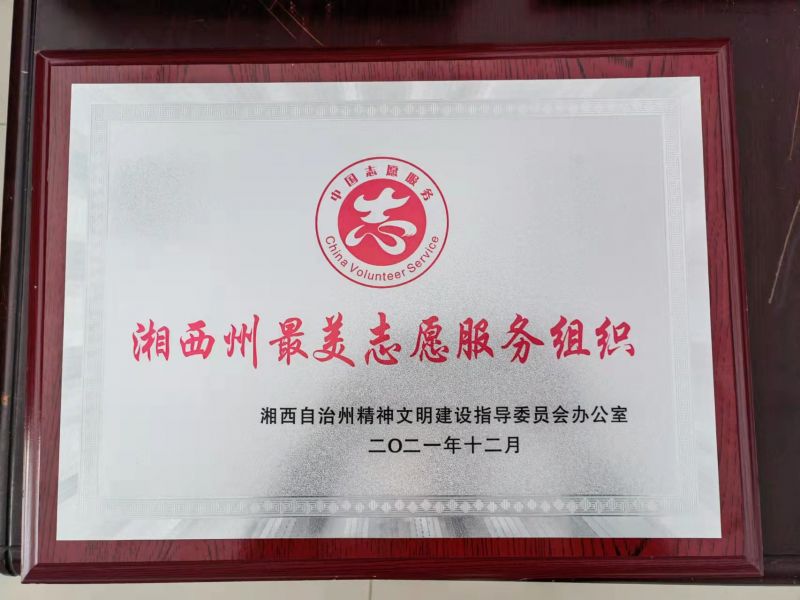 中国志愿服务
志
China Volunteer Service
湘西州最美志愿服务组织
湘西自治州精神文明建设指导委员会办公室
二〇二一年十二月